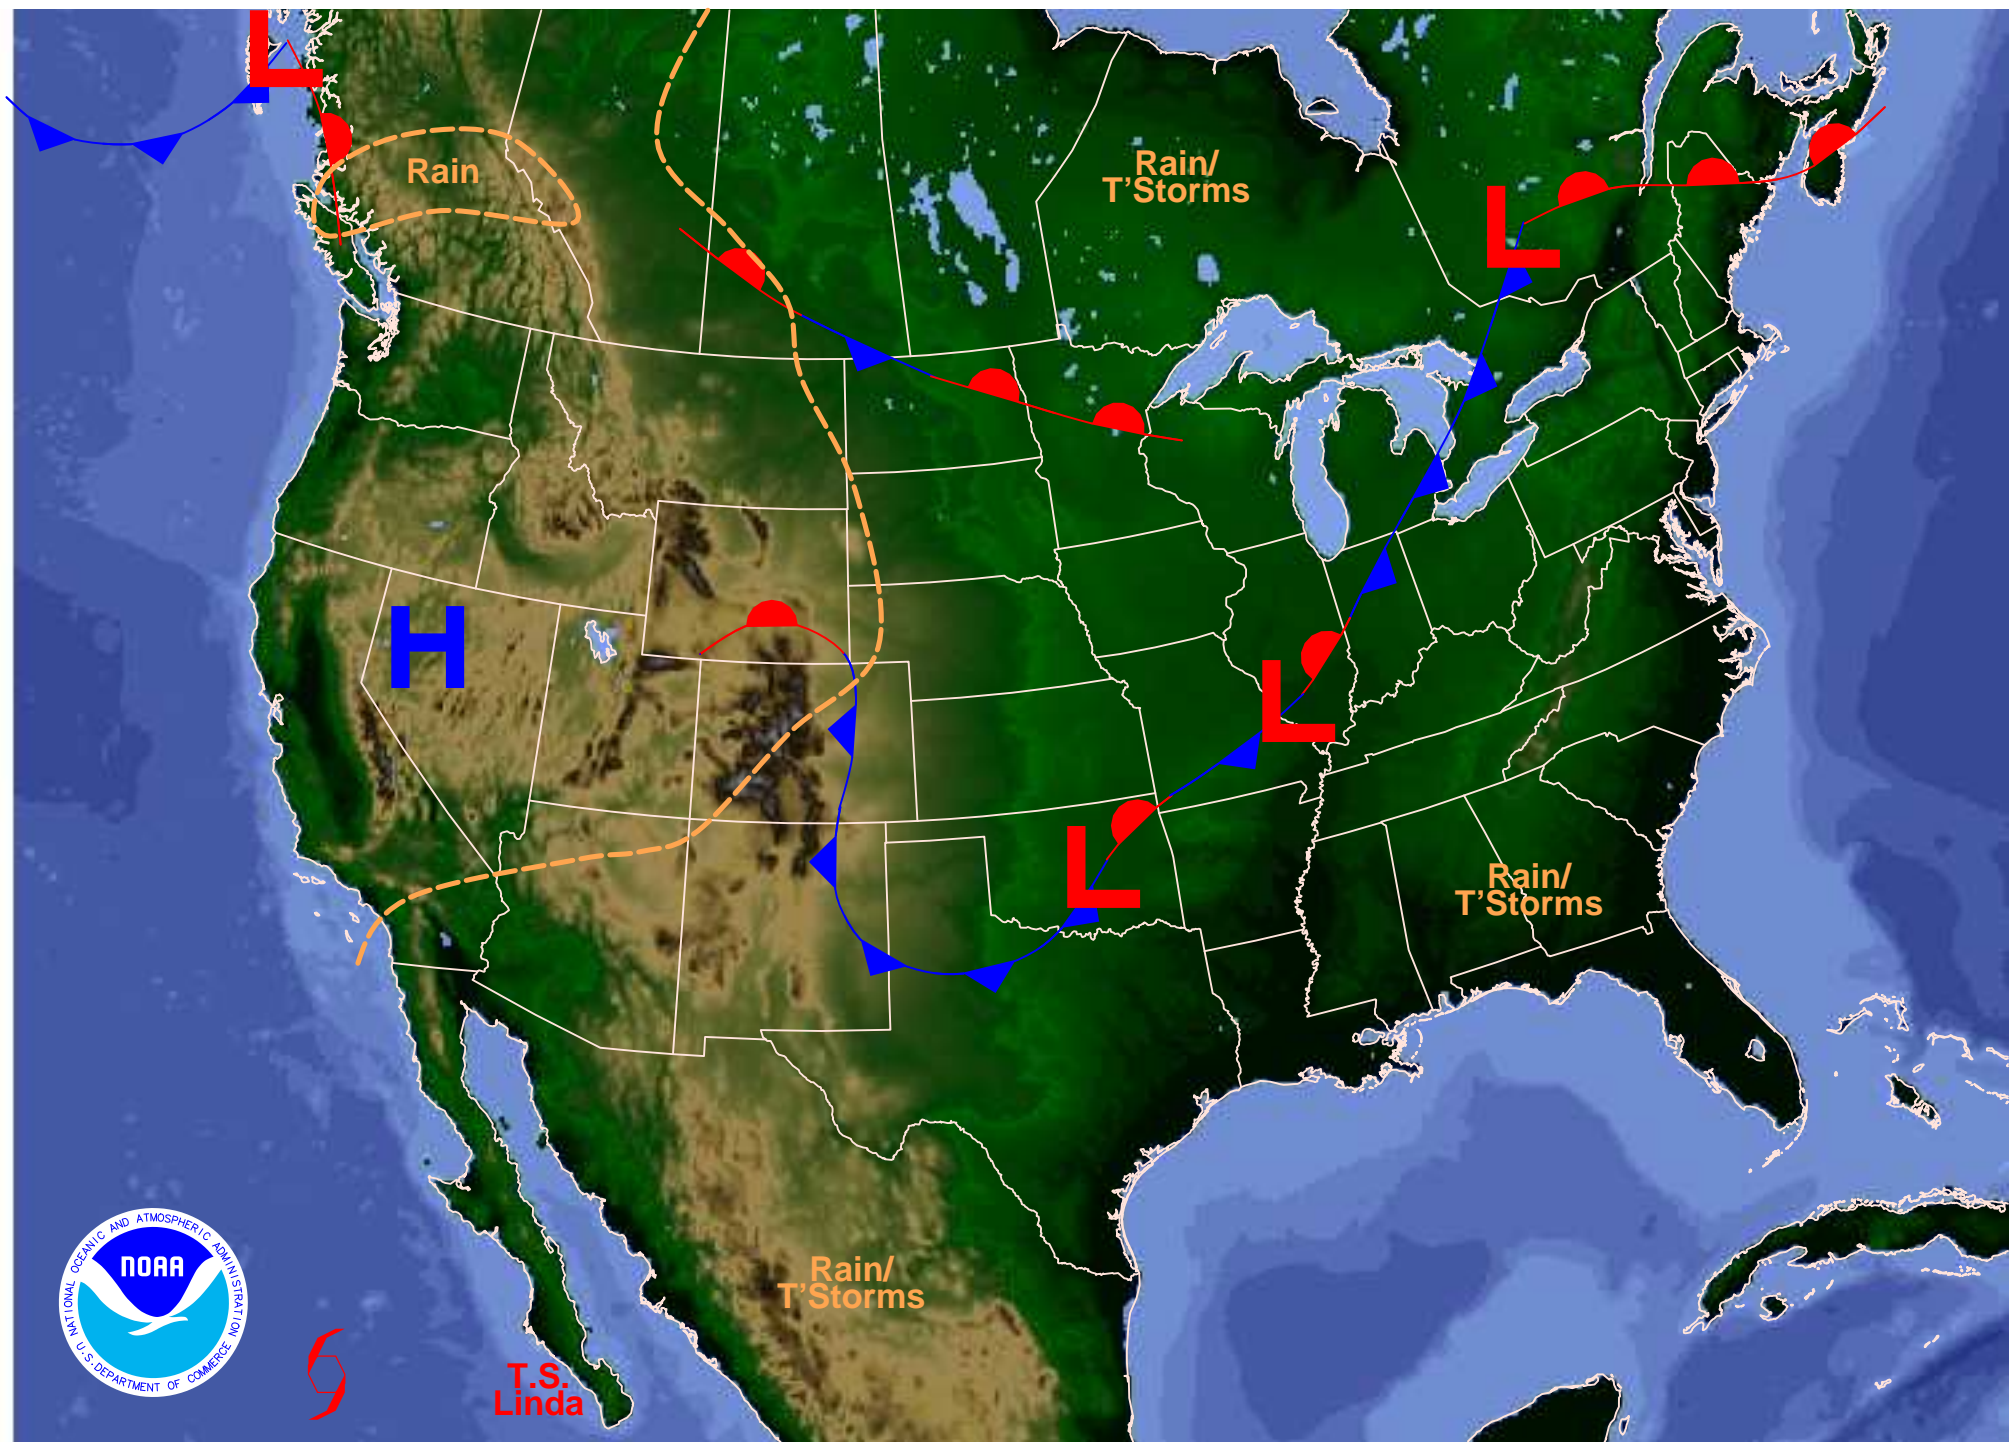 L
Rain
Rain/
T'Storms
L
H
L
L
Rain/
T'Storms
Rain/
T'Storms
T.S.
Linda
NATIONAL OCEANIC AND ATMOSPHERIC ADMINISTRATION
NOAA
U.S. DEPARTMENT OF COMMERCE